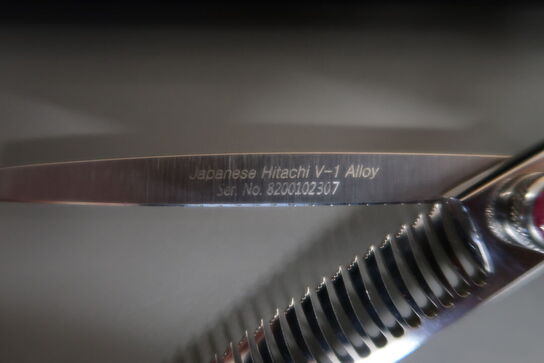 Japanese Hitachi V-1 Alloy
Ser. No. 8200102307